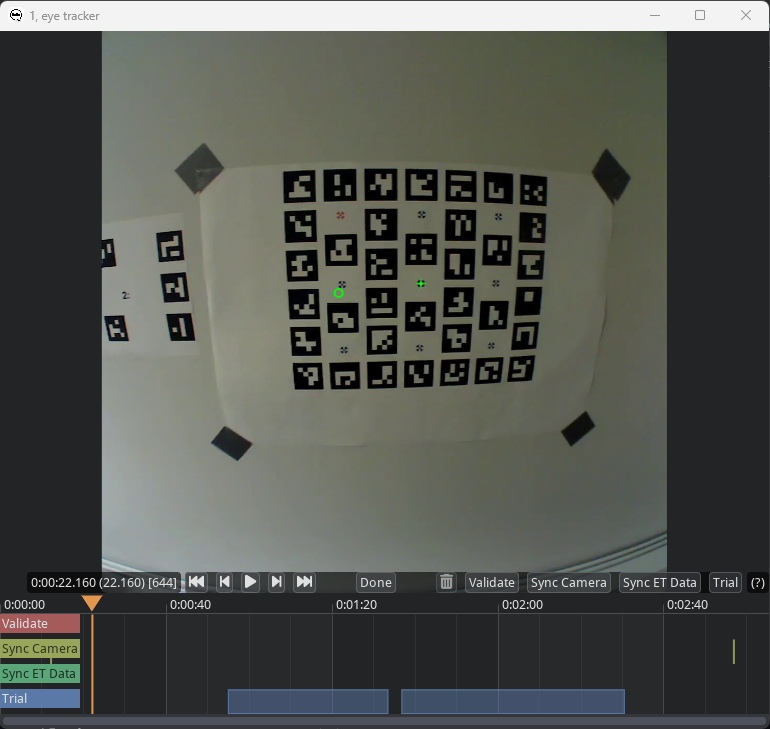 1, eye tracker
2:
0:00:22.160 (22.160) [644]
Done
Validate
Sync Camera
Sync ET Data
Trial
(?)
0:00:00
0:00:40
0:01:20
0:02:00
0:02:40
Validate
Sync Camera
Sync ET Data
Trial